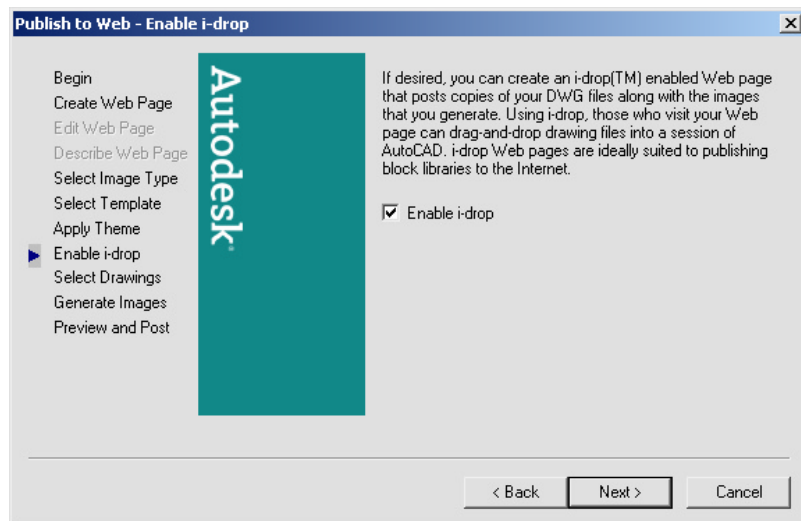 Publish to Web - Enable i-drop
Begin
Create Web Page
Edit Web Page
Describe Web Page
Select Image Type
Select Template
Apply Theme
Enable i-drop
Select Drawings
Generate Images
Preview and Post
Autodesk
If desired, you can create an i-drop(TM) enabled Web page
that posts copies of your DWG files along with the images
that you generate. Using i-drop, those who visit your Web
page can drag-and-drop drawing files into a session of
AutoCAD. i-drop Web pages are ideally suited to publishing
block libraries to the Internet.
Enable i-drop
< Back
Next >
Cancel